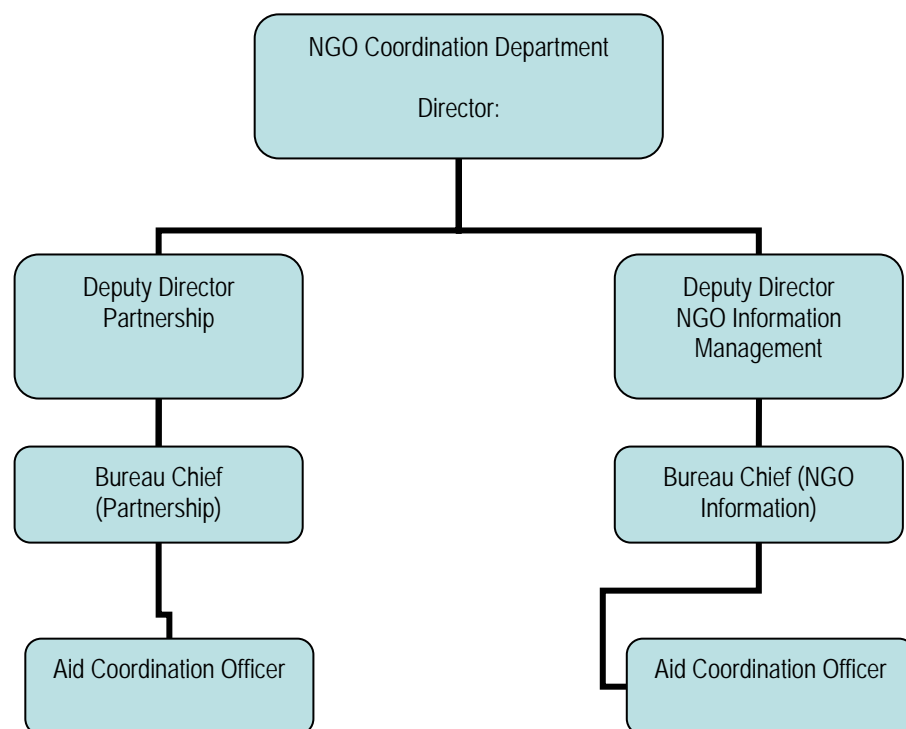 NGO Coordination Department
Director:
Deputy Director
Partnership
Deputy Director
NGO Information
Management
Bureau Chief
(Partnership)
Bureau Chief (NGO
Information)
Aid Coordination Officer
Aid Coordination Officer